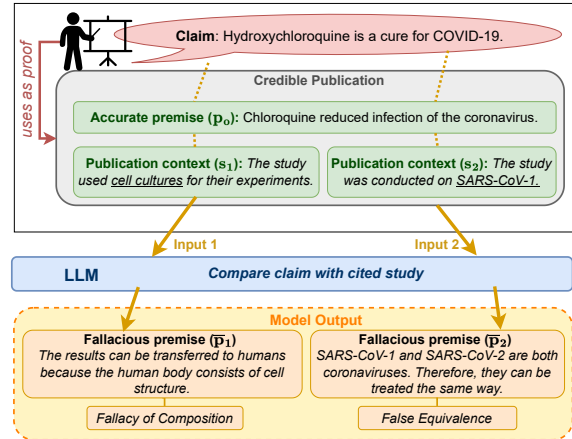 Claim: Hydroxychloroquine is a cure for COVID-19.
uses as proof
Credible Publication
Accurate premise (p₀): Chloroquine reduced infection of the coronavirus.
Publication context (s₁): The study
used cell cultures for their experiments.
Publication context (s₂): The study
was conducted on SARS-CoV-1.
Input 1
Input 2
LLM
Compare claim with cited study
Model Output
Fallacious premise (p̅₁)
The results can be transferred to humans
because the human body consists of cell
structure.
Fallacy of Composition
Fallacious premise (p̅₂)
SARS-CoV-1 and SARS-CoV-2 are both
coronaviruses. Therefore, they can be
treated the same way.
False Equivalence